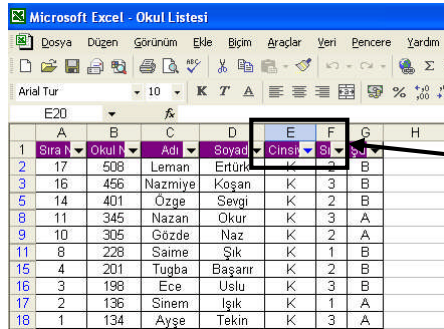 Microsoft Excel - Okul Listesi
Dosya Düzen Görünüm Ekle Biçim Araçlar Veri Pencere Yardım
Arial Tur 10 K T A % Σ
E20 fx
A B C D E F G H
1 Sıra N Okul N Adı Soyad Cinsiy Sı Şu
2 17 508 Leman Ertürk K 2 B
3 16 456 Nazmiye Koşan K 3 B
5 14 401 Özge Sevgi K 2 B
8 11 345 Nazan Okur K 3 A
9 10 305 Gözde Naz K 2 A
11 8 228 Saime Şık K 1 B
15 4 201 Tugba Başarır K 2 B
16 3 198 Ece Uslu K 3 B
17 2 136 Sinem Işık K 1 A
18 1 134 Ayşe Tekin K 3 A